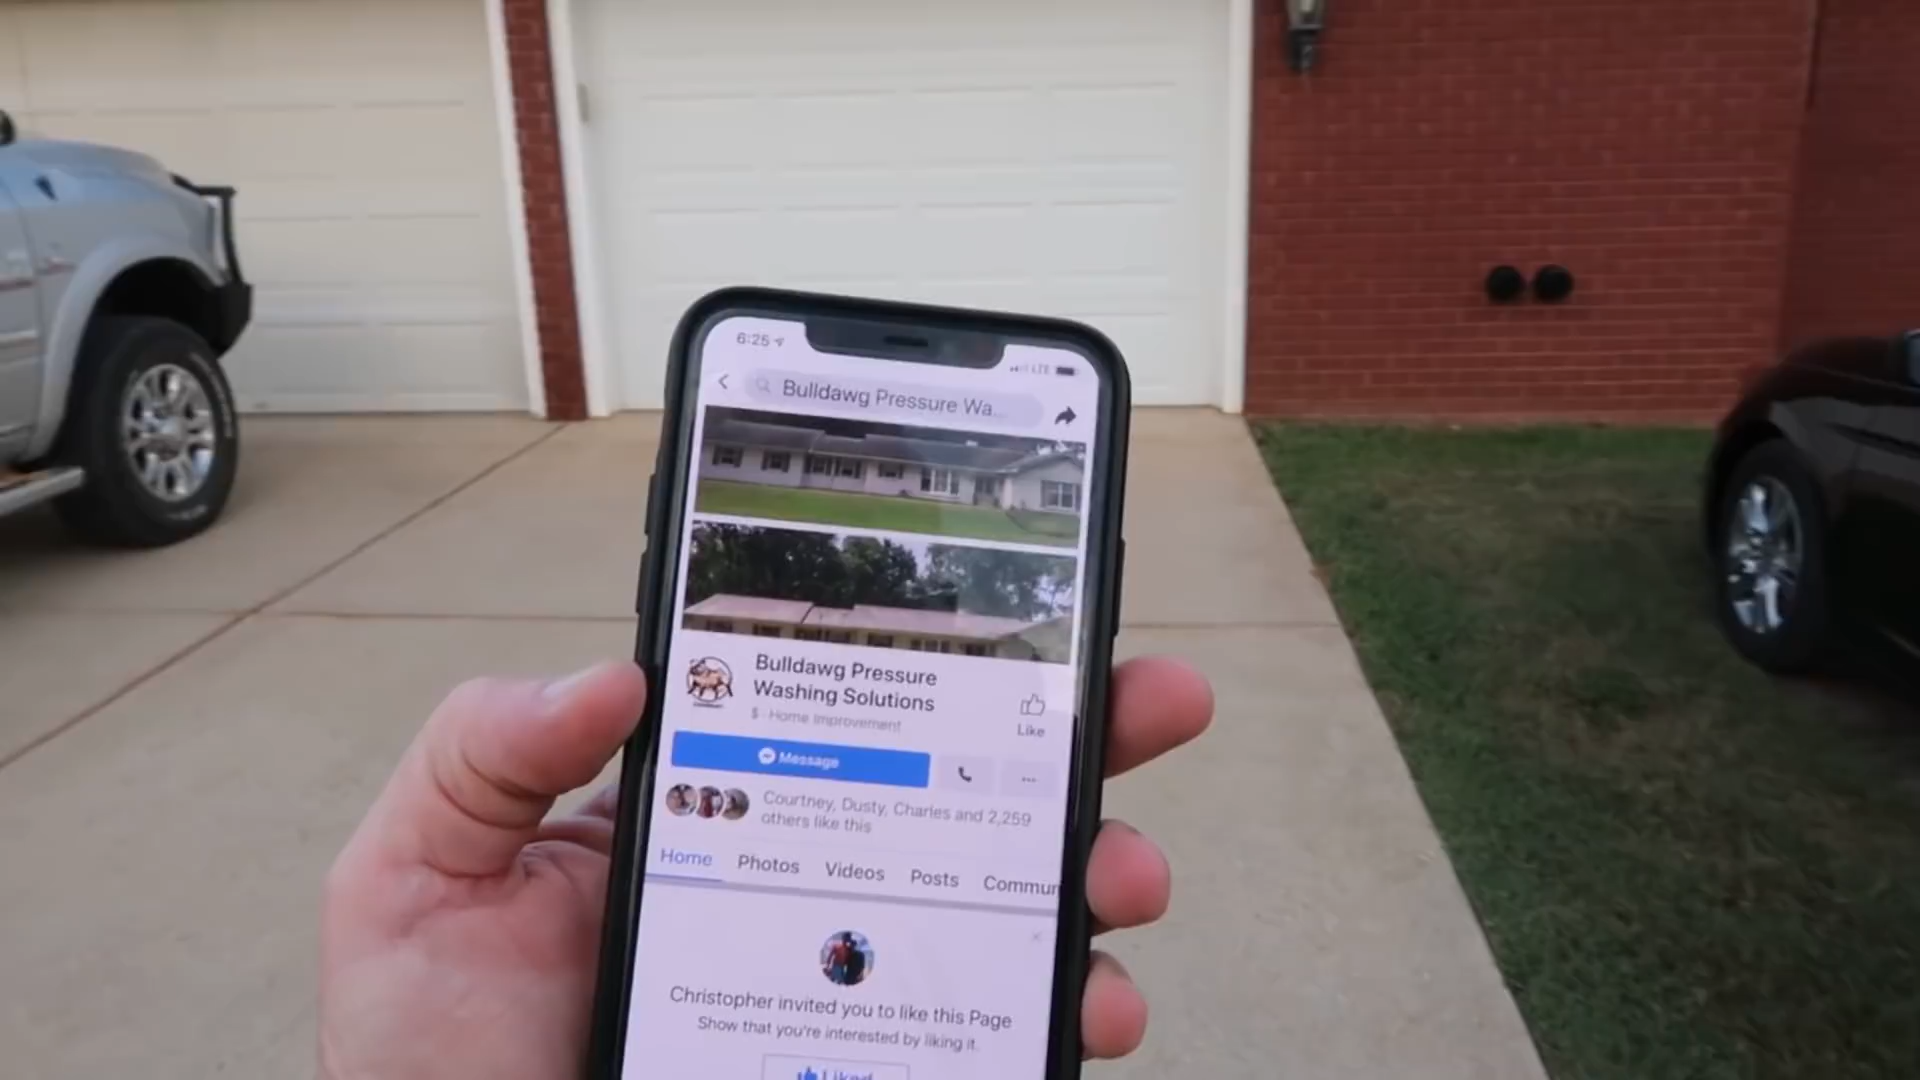 6:25
LTE
Bulldawg Pressure Wa...
Bulldawg Pressure
Washing Solutions
$ · Home Improvement
Like
Message
Courtney, Dusty, Charles and 2,259
others like this
Home Photos Videos Posts Commun
Christopher invited you to like this Page
Show that you're interested by liking it.
Liked